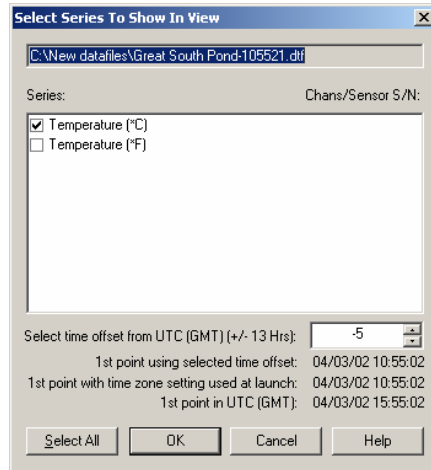 Select Series To Show In View
C:\New datafiles\Great South Pond-105521.dtf
Series: Chans/Sensor S/N:
Temperature (*C)
Temperature (*F)
Select time offset from UTC (GMT) (+/- 13 Hrs): -5
1st point using selected time offset: 04/03/02 10:55:02
1st point with time zone setting used at launch: 04/03/02 10:55:02
1st point in UTC (GMT): 04/03/02 15:55:02
Select All OK Cancel Help